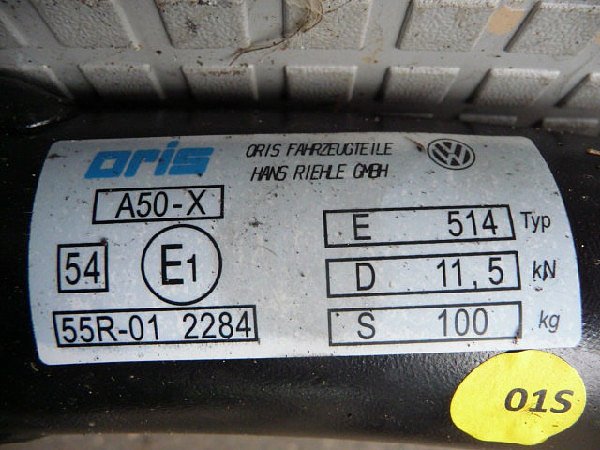 oris ORIS FAHRZEUGTEILE
HANS RIEHLE GMBH
VW
A50-X
E 514 Typ
54 E1
D 11,5 kN
55R-01 2284
S 100 kg
01S